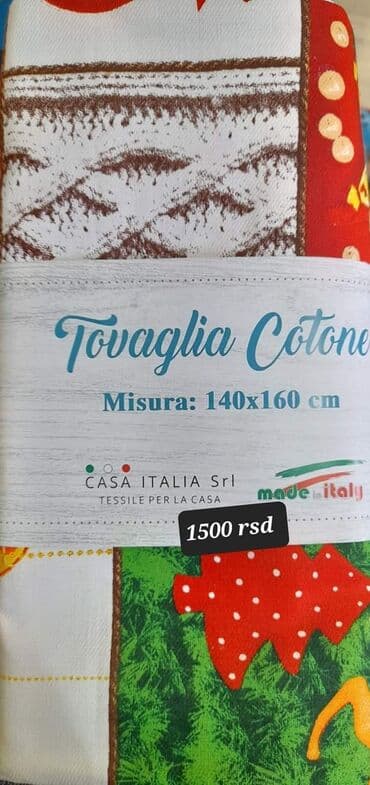 Tovaglia Cotone
Misura: 140x160 cm
CASA ITALIA Srl
TESSILE PER LA CASA
made in italy
1500 rsd